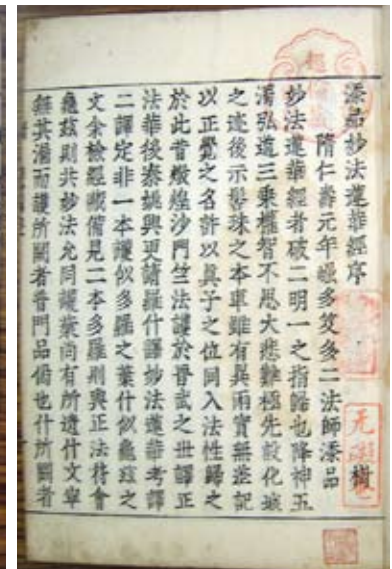 添品妙法蓮華經序 樹
隋仁壽元年崛多笈多二法師添品
妙法蓮華經者破二明一之指歸也降神五
濁弘道三乘權智不思大悲難極先設化城
之迹後示髻珠之本車雖有異雨實無差記
以正覺之名許以眞子之位同入法性歸之
於此昔燉煌沙門竺法護於晉武之世譯正
法華後秦姚興更請羅什譯妙法蓮華考譯
二譯定非一本護似多羅之葉什似龜茲之
文余檢經藏備見二本多羅則與正法符會
龜茲則共妙法允同護葉尚有所遺什文寧
無其漏而護所闕者普門品偈也什所闕者